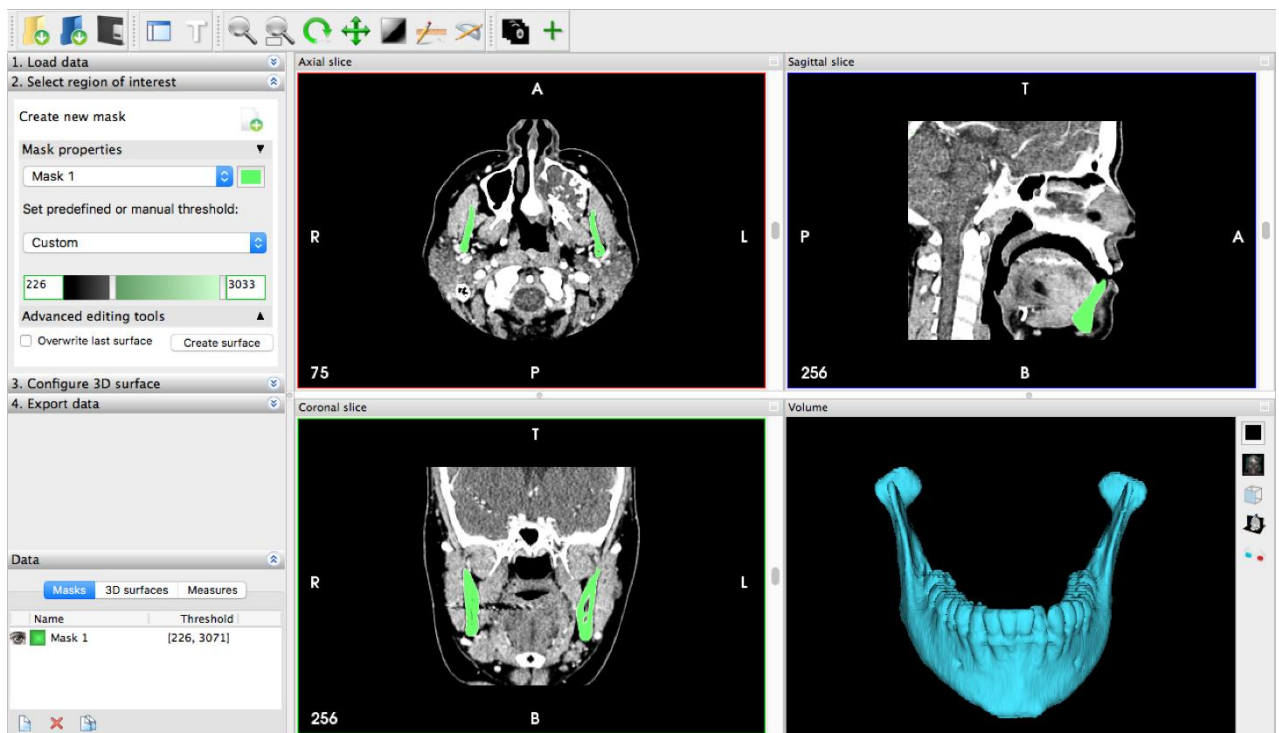 1. Load data
2. Select region of interest
Create new mask
Mask properties
Mask 1
Set predefined or manual threshold:
Custom
226
3033
Advanced editing tools
Overwrite last surface
Create surface
3. Configure 3D surface
4. Export data
Data
Masks
3D surfaces
Measures
Name
Threshold
Mask 1
[226, 3071]
Axial slice
A
R
L
75
P
Sagittal slice
T
P
A
256
B
Coronal slice
T
R
L
256
B
Volume